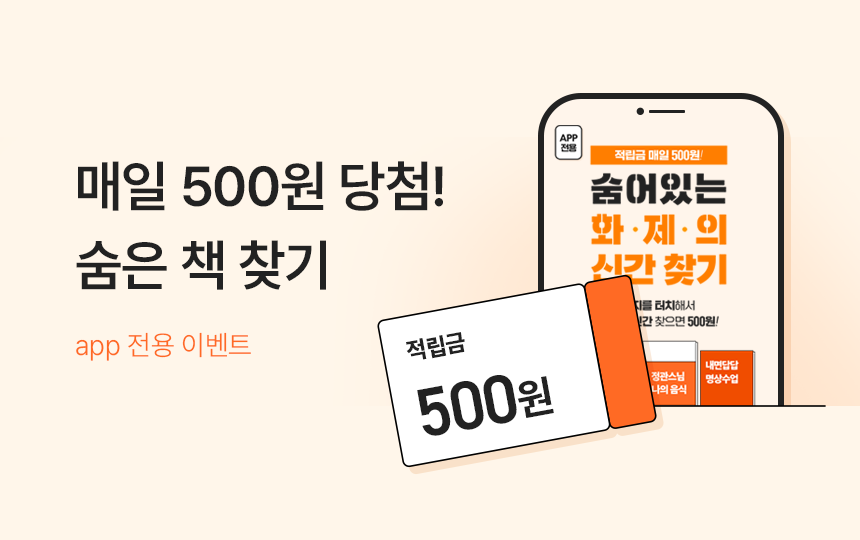 매일 500원 당첨!
숨은 책 찾기
app 전용 이벤트
APP
전용
적립금 매일 500원!
숨어있는
화·제·의
신간 찾기
터치해서
찾으면 500원!
적립금
500원
정관스님
나의 음식
내면답답
명상수업